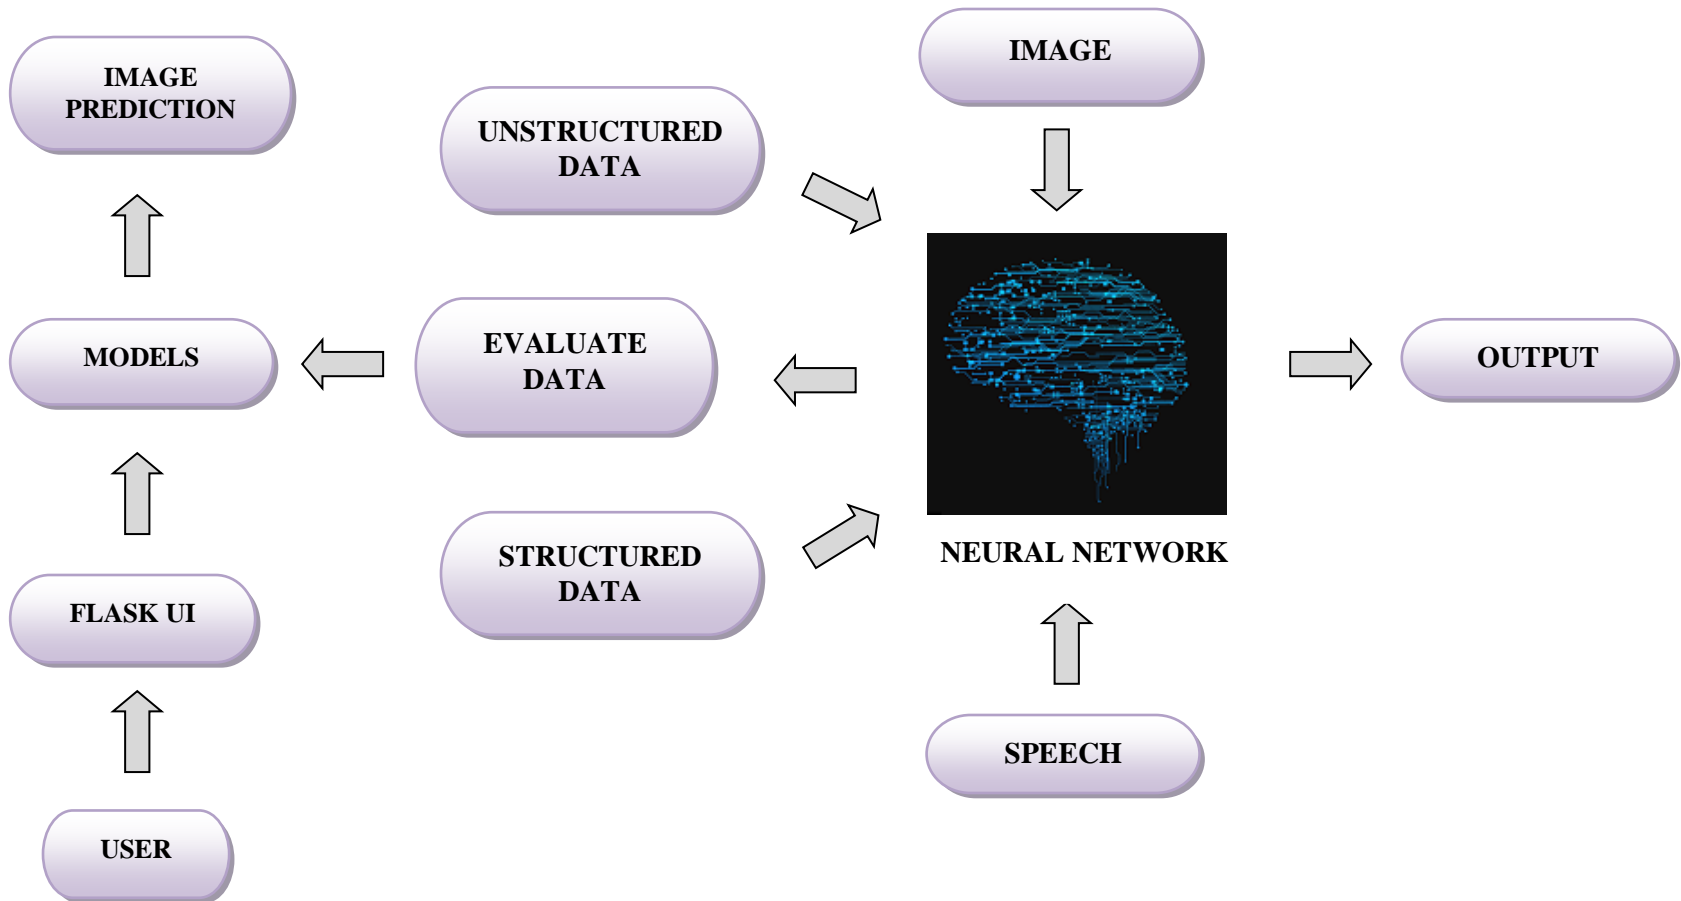 IMAGE
PREDICTION
UNSTRUCTURED
DATA
IMAGE
MODELS
EVALUATE
DATA
OUTPUT
STRUCTURED
DATA
NEURAL NETWORK
FLASK UI
SPEECH
USER